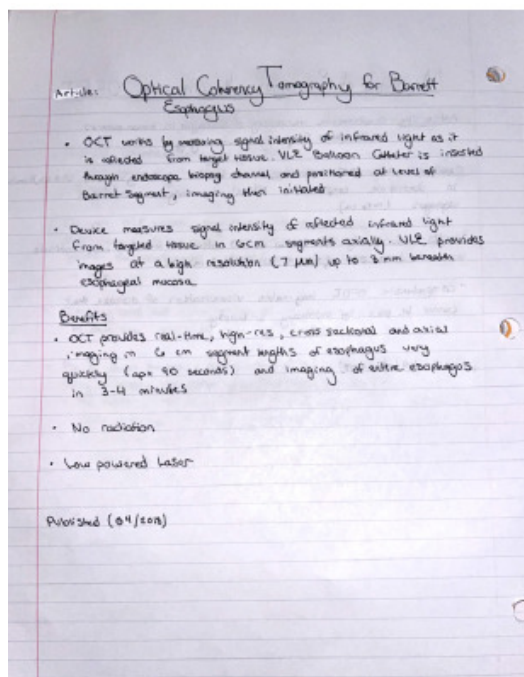 Article: Optical Coherency Tomography for Barrett
Esophagus
• OCT works by measuring signal intensity of infrared light as it
is reflected from target tissue. VLE Balloon Catheter is inserted
through endoscope biopsy channel and positioned at level of
Barret Segment, imaging then initiated
• Device measures signal intensity of reflected infrared light
from targeted tissue in 6cm segments axially. VLE provides
images at a high resolution (7 µm) up to 3 mm beneath
esophageal mucosa
Benefits
• OCT provides real-time, high-res, cross sectional and axial
imaging in 6 cm segment lengths of esophagus very
quickly (apx 90 seconds) and imaging of entire esophagus
in 3-4 minutes
• No radiation
• Low powered Laser
Published (04/2018)